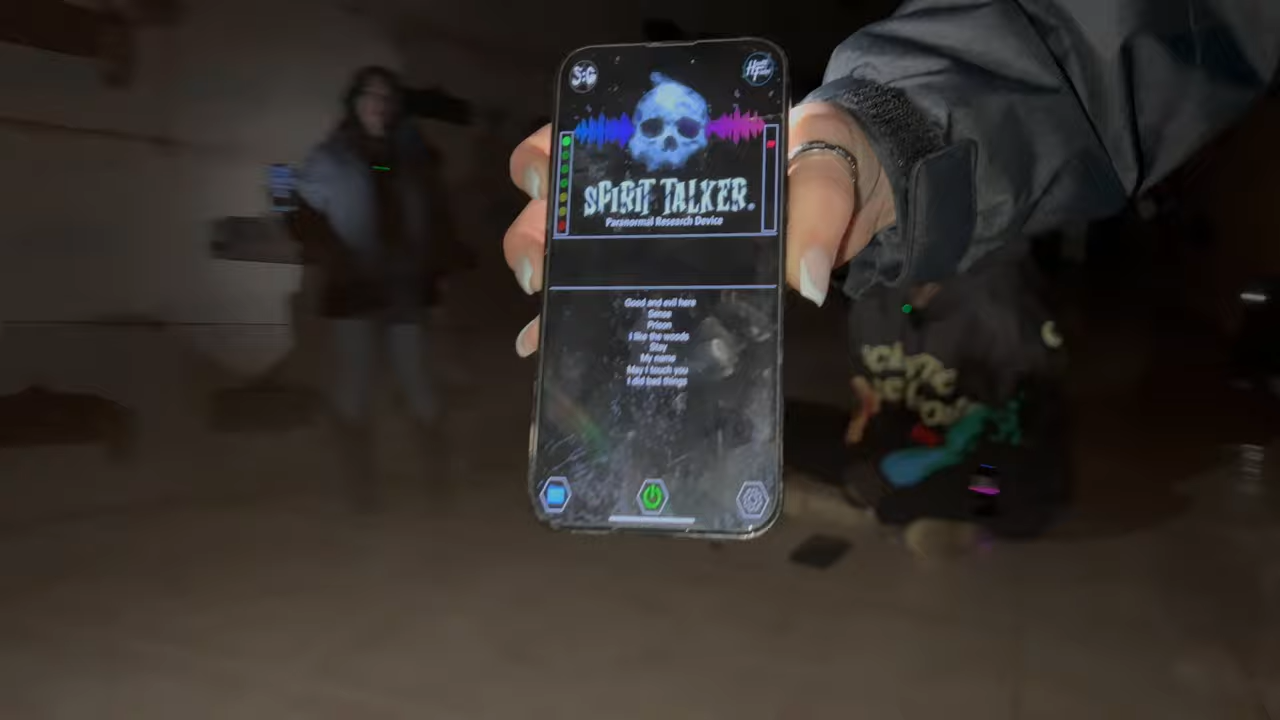 S:G
SPIRIT TALKER.
Paranormal Research Device
Good and evil here
Sense
Prison
I like the woods
Stay
My name
May I touch you
I did bad things